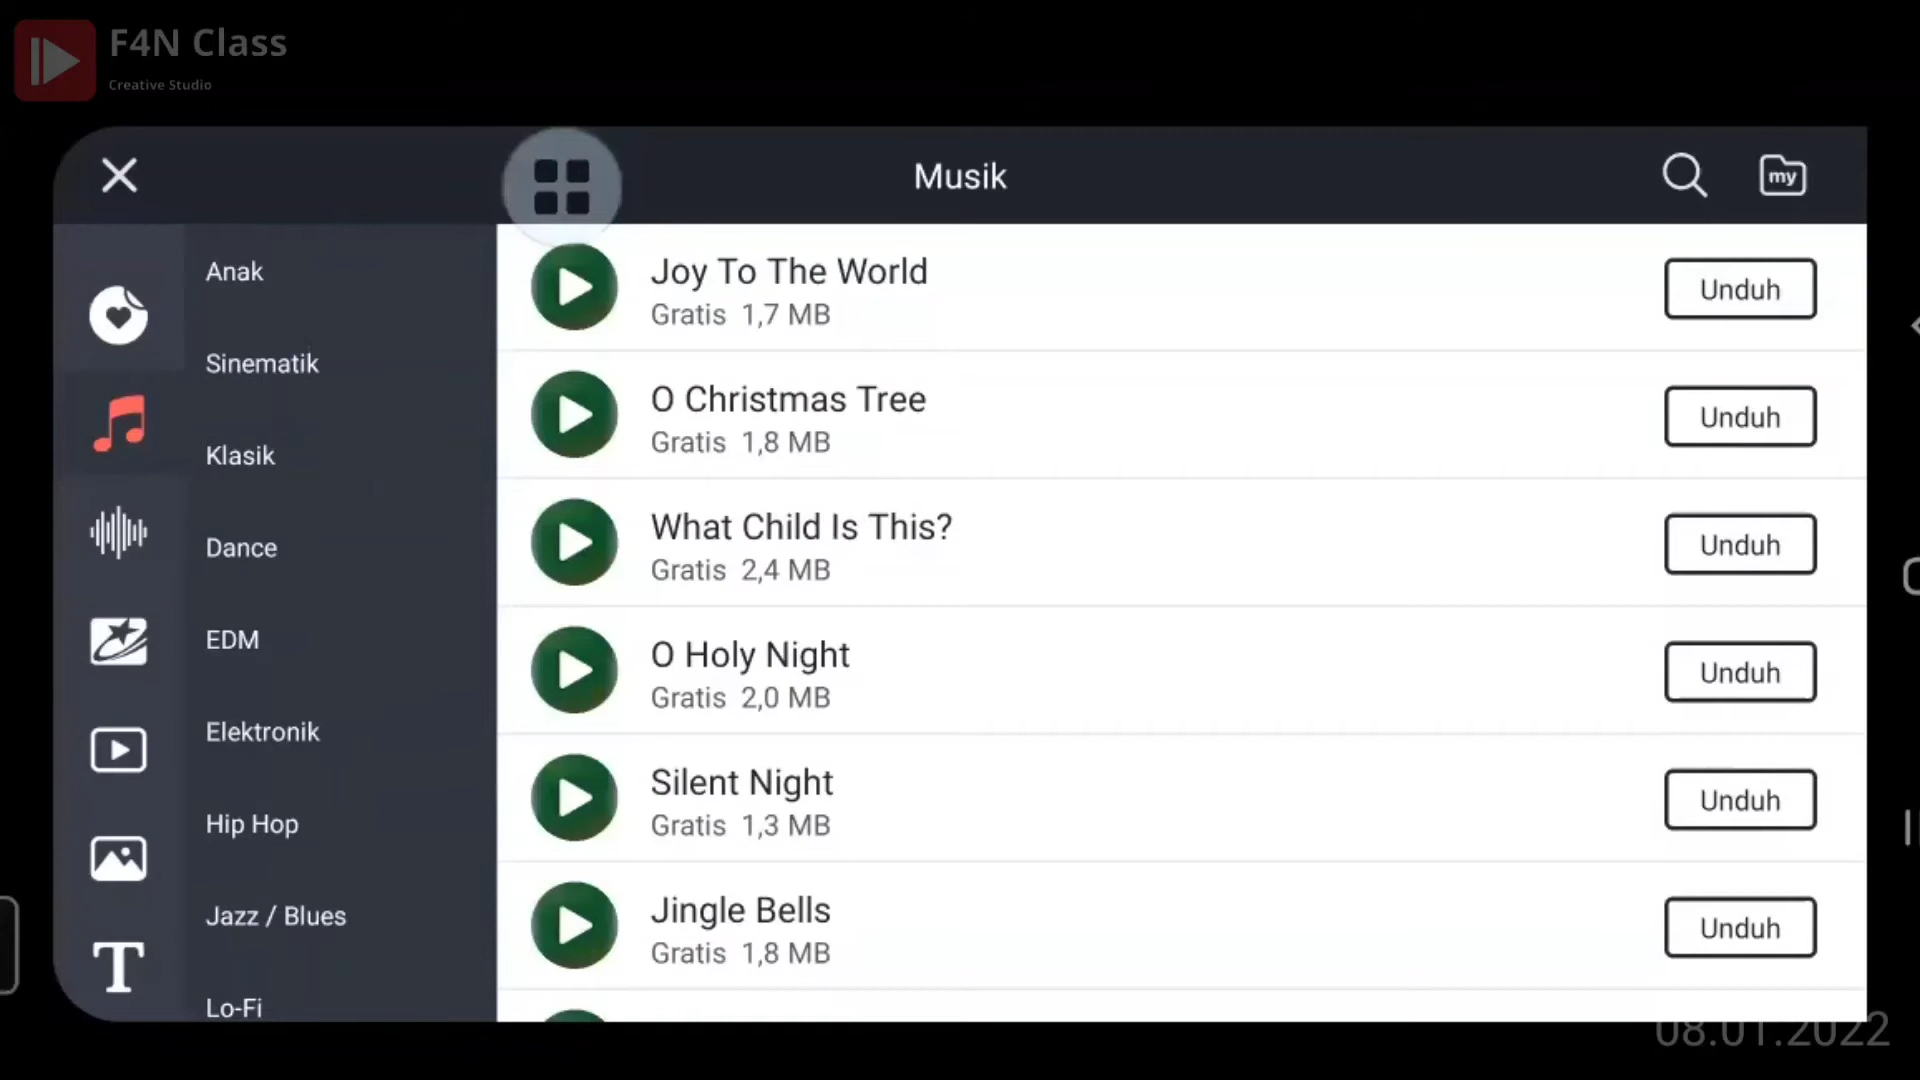 F4N Class
Creative Studio
Musik
my
Anak
Sinematik
Klasik
Dance
EDM
Elektronik
Hip Hop
Jazz / Blues
Lo-Fi
Joy To The World
Gratis 1,7 MB
Unduh
O Christmas Tree
Gratis 1,8 MB
Unduh
What Child Is This?
Gratis 2,4 MB
Unduh
O Holy Night
Gratis 2,0 MB
Unduh
Silent Night
Gratis 1,3 MB
Unduh
Jingle Bells
Gratis 1,8 MB
Unduh
T
08.01.2022